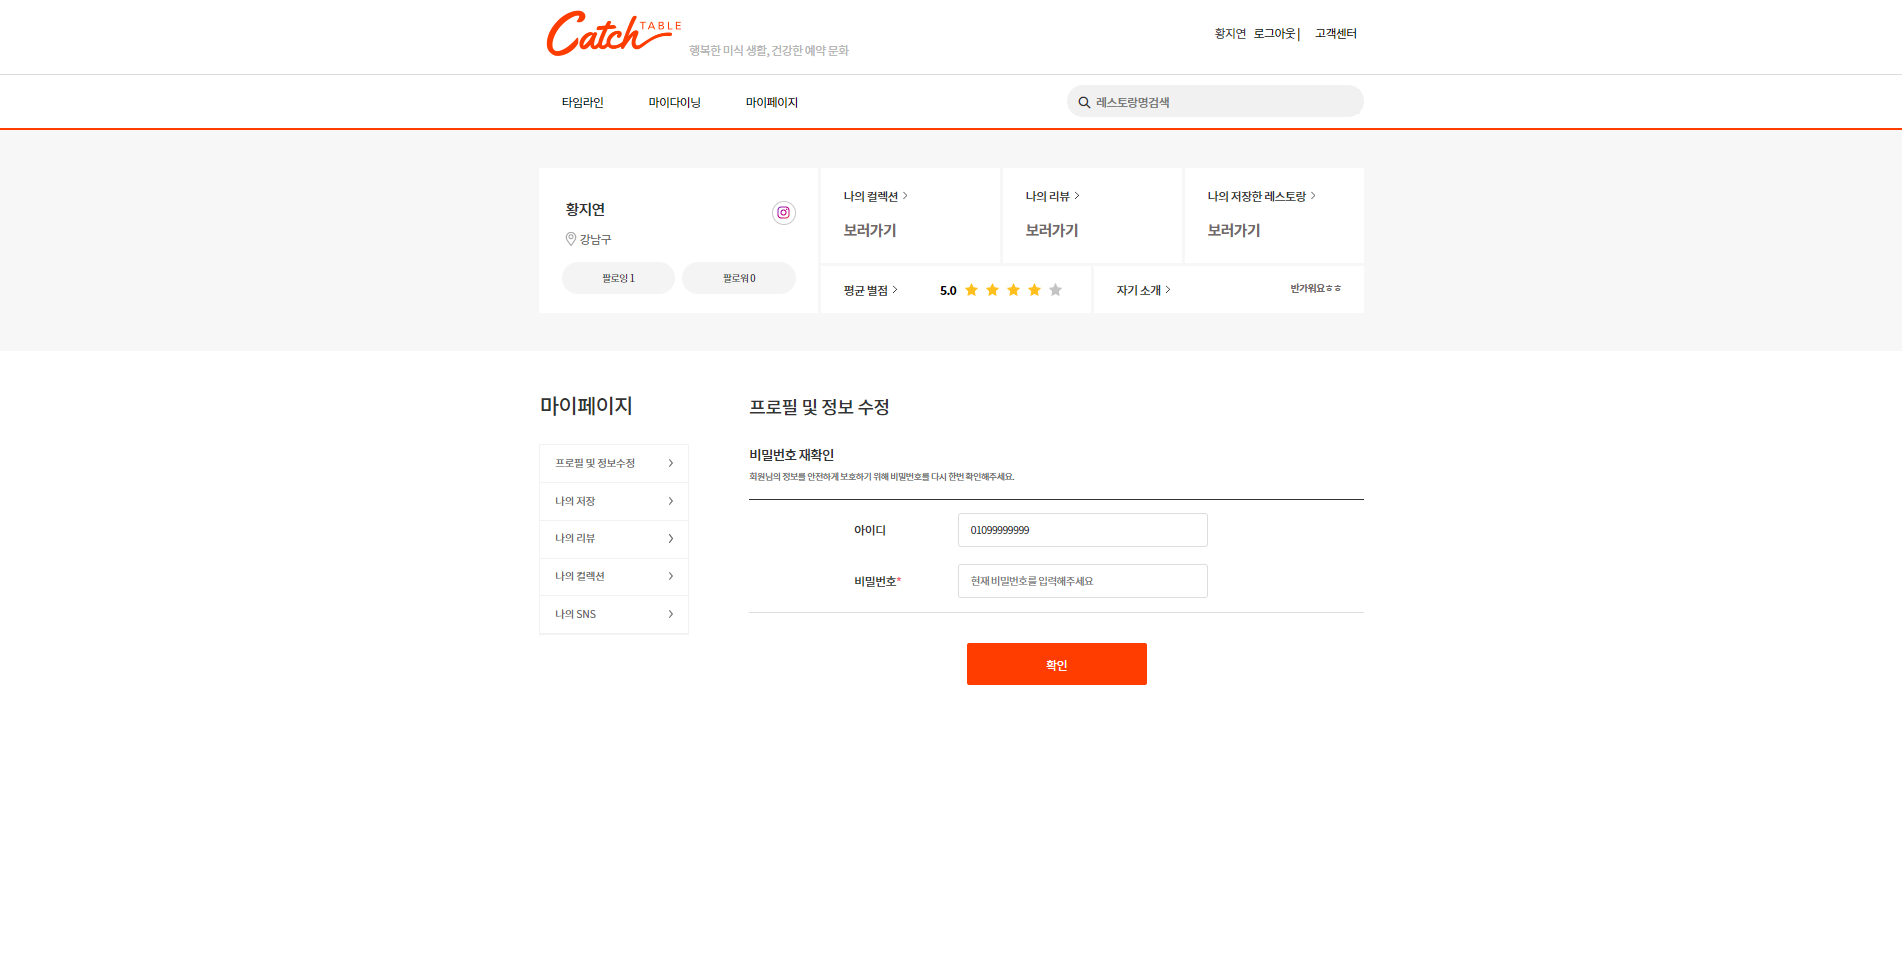 Catch TABLE
행복한 미식 생활, 건강한 예약 문화
황지연 로그아웃 | 고객센터
타임라인 마이다이닝 마이페이지 레스토랑명검색
황지연
강남구
팔로잉 1 팔로워 0
나의 컬렉션 >
보러가기
나의 리뷰 >
보러가기
나의 저장한 레스토랑 >
보러가기
평균 별점 > 5.0
자기 소개 > 반가워요ㅎㅎ
마이페이지
프로필 및 정보수정 >
나의 저장 >
나의 리뷰 >
나의 컬렉션 >
나의 SNS >
프로필 및 정보 수정
비밀번호 재확인
회원님의 정보를 안전하게 보호하기 위해 비밀번호를 다시 한번 확인해주세요.
아이디 01099999999
비밀번호* 현재 비밀번호를 입력해주세요
확인